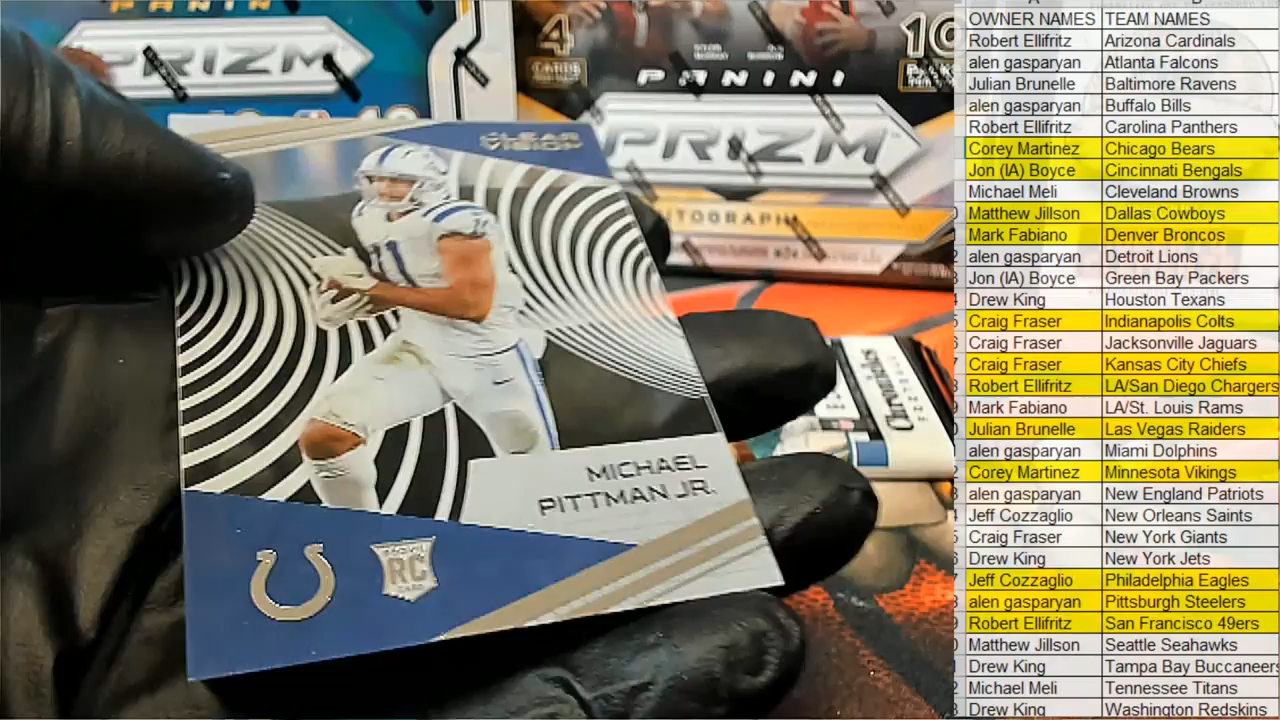 PANINI
PRIZM
4
CARDS
10
PANINI
PRIZM
AUTOGRAPH
CLEAR
VISION
11
MICHAEL
PITTMAN JR.
ROOKIE
RC
CARD
Chronicles
OWNER NAMES TEAM NAMES
Robert Ellifritz Arizona Cardinals
alen gasparyan Atlanta Falcons
Julian Brunelle Baltimore Ravens
alen gasparyan Buffalo Bills
Robert Ellifritz Carolina Panthers
Corey Martinez Chicago Bears
Jon (IA) Boyce Cincinnati Bengals
Michael Meli Cleveland Browns
Matthew Jillson Dallas Cowboys
Mark Fabiano Denver Broncos
alen gasparyan Detroit Lions
Jon (IA) Boyce Green Bay Packers
Drew King Houston Texans
Craig Fraser Indianapolis Colts
Craig Fraser Jacksonville Jaguars
Craig Fraser Kansas City Chiefs
Robert Ellifritz LA/San Diego Chargers
Mark Fabiano LA/St. Louis Rams
Julian Brunelle Las Vegas Raiders
alen gasparyan Miami Dolphins
Corey Martinez Minnesota Vikings
alen gasparyan New England Patriots
Jeff Cozzaglio New Orleans Saints
Craig Fraser New York Giants
Drew King New York Jets
Jeff Cozzaglio Philadelphia Eagles
alen gasparyan Pittsburgh Steelers
Robert Ellifritz San Francisco 49ers
Matthew Jillson Seattle Seahawks
Drew King Tampa Bay Buccaneers
Michael Meli Tennessee Titans
Drew King Washington Redskins